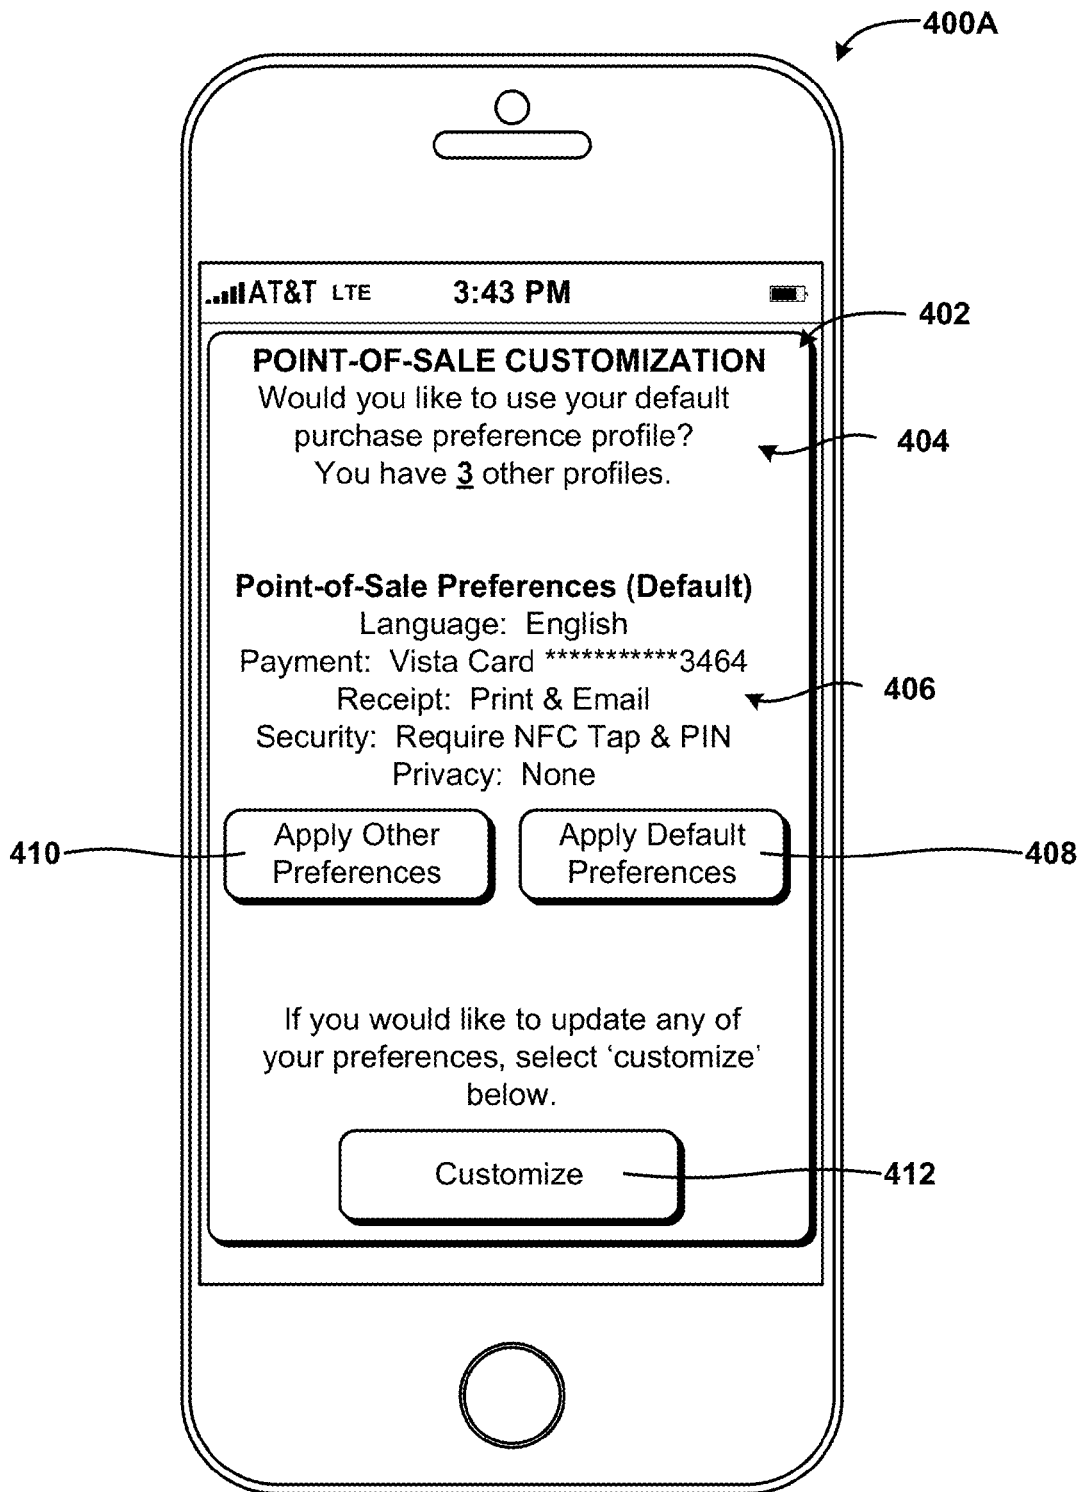 400A
AT&T LTE 3:43 PM
402
POINT-OF-SALE CUSTOMIZATION
Would you like to use your default
purchase preference profile?
404
You have 3 other profiles.
Point-of-Sale Preferences (Default)
Language: English
Payment: Vista Card ***********3464
Receipt: Print & Email
406
Security: Require NFC Tap & PIN
Privacy: None
410
Apply Other
Preferences
Apply Default
Preferences
408
If you would like to update any of
your preferences, select ‘customize’
below.
Customize
412